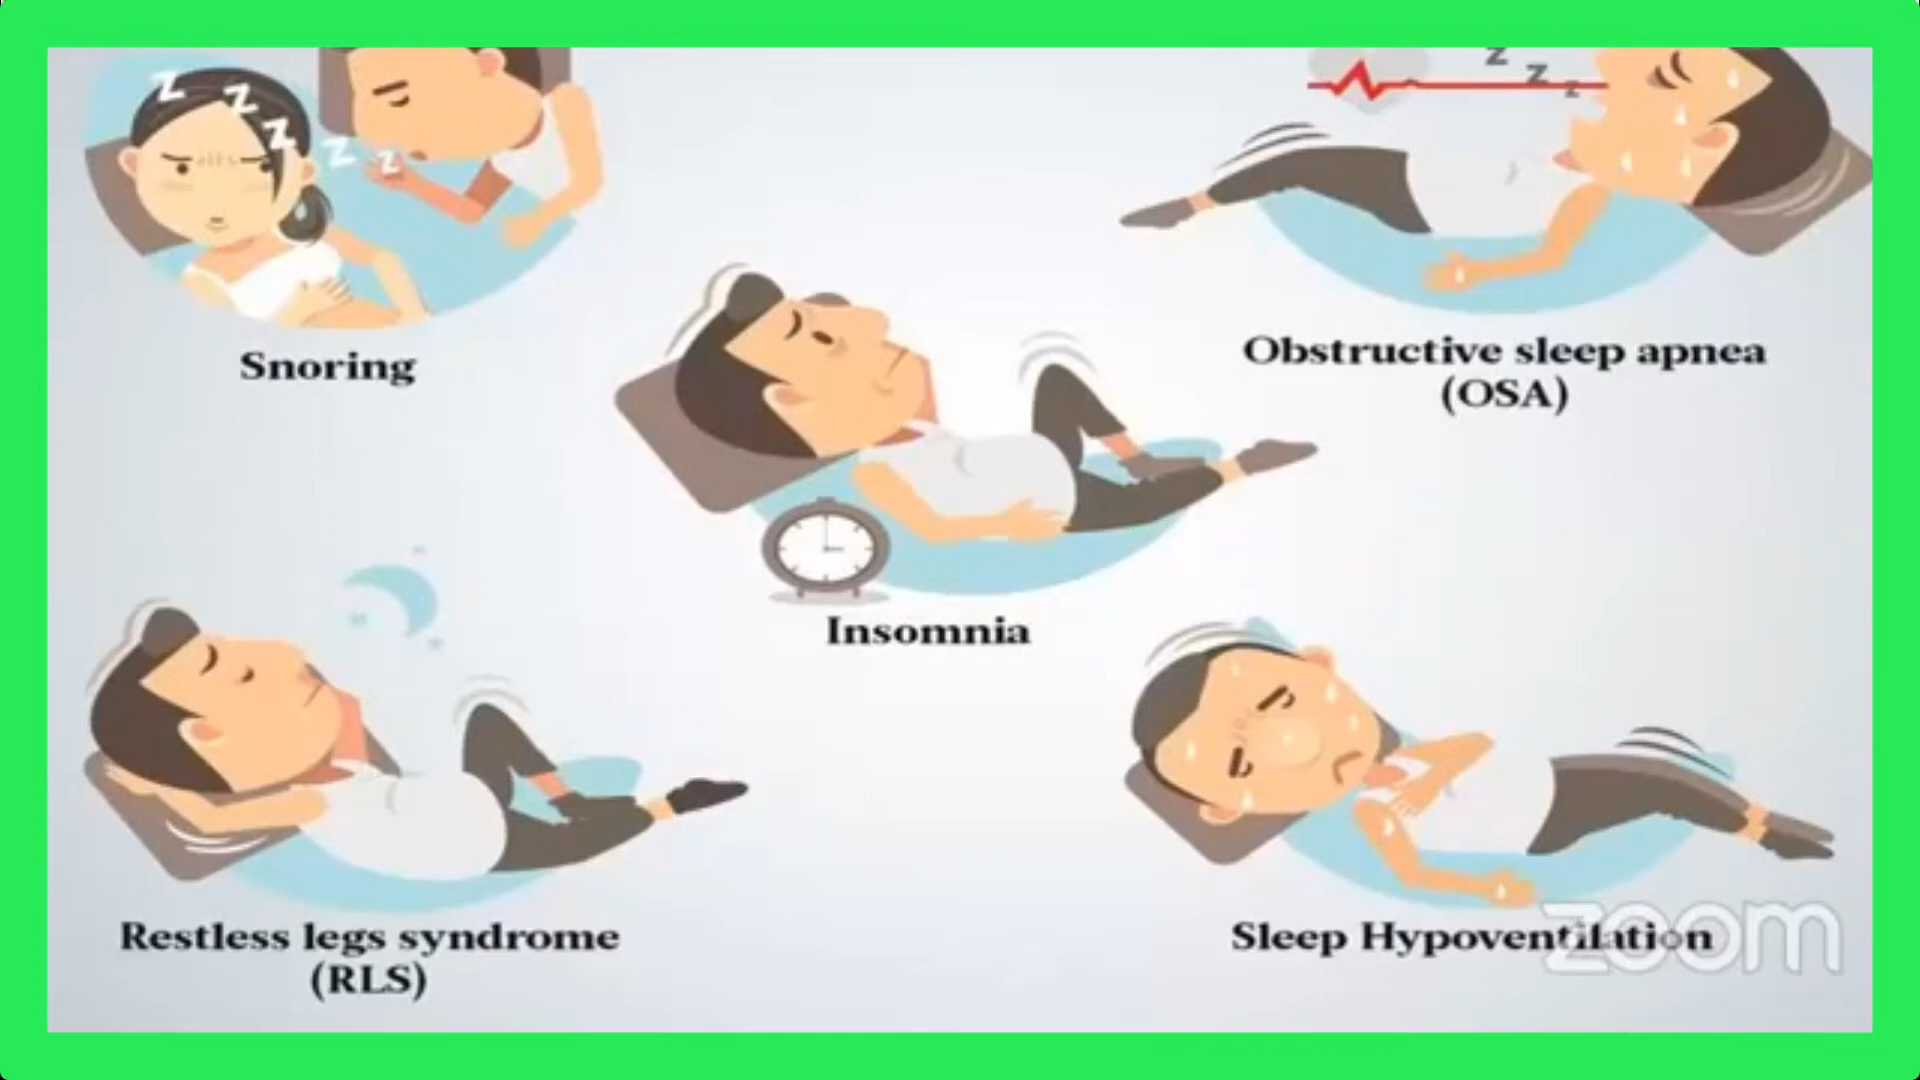 z z z z z
z z z
Snoring
Obstructive sleep apnea
(OSA)
Insomnia
Restless legs syndrome
(RLS)
Sleep Hypoventilation
zoom